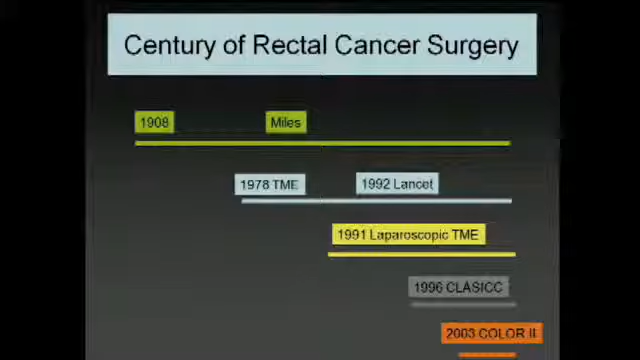 Century of Rectal Cancer Surgery
1908 Miles
1978 TME 1992 Lancet
1991 Laparoscopic TME
1996 CLASICC
2003 COLOR II